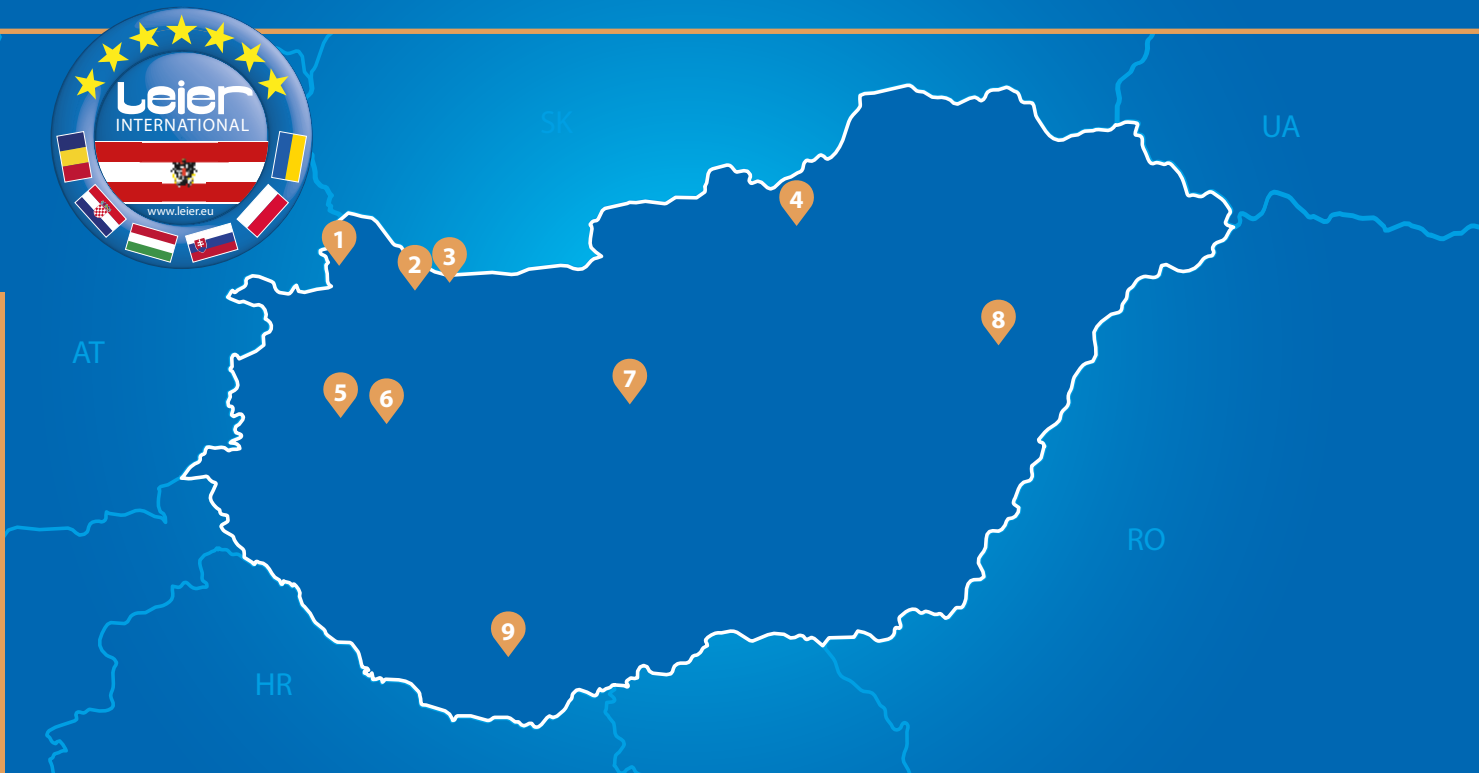 Leier
INTERNATIONAL
www.leier.eu
SK
UA
4
1
2
3
8
AT
5
6
7
RO
9
HR